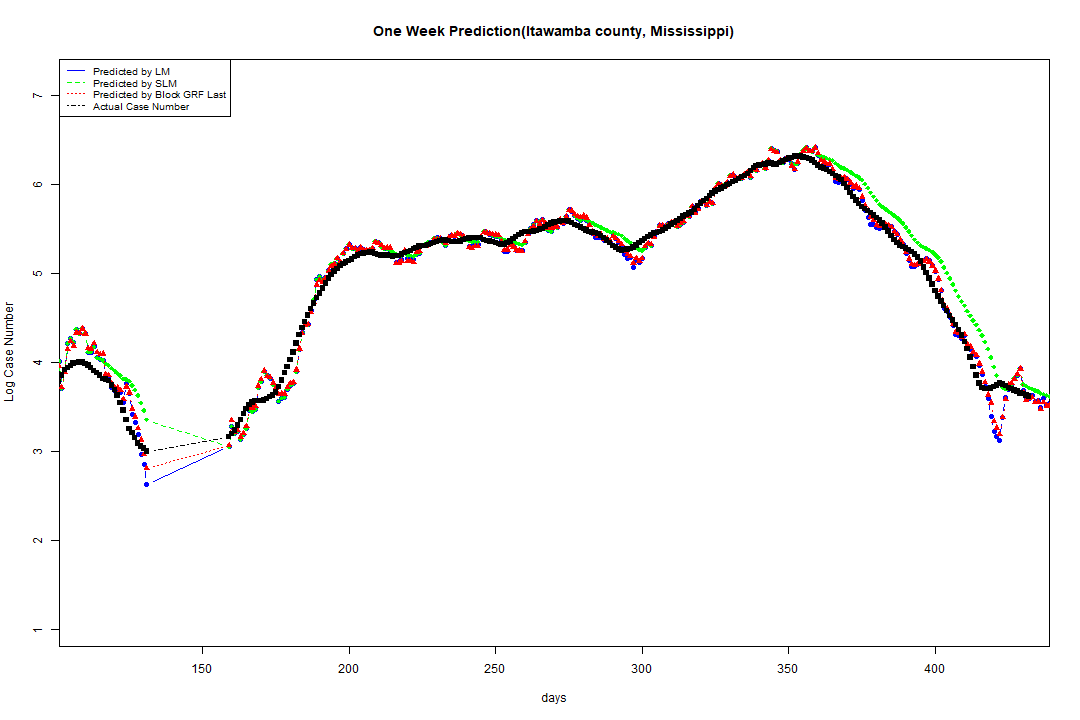 One Week Prediction(Itawamba county, Mississippi)
Predicted by LM
Predicted by SLM
Predicted by Block GRF Last
Actual Case Number
7
6
5
4
3
2
1
Log Case Number
150 200 250 300 350 400
days